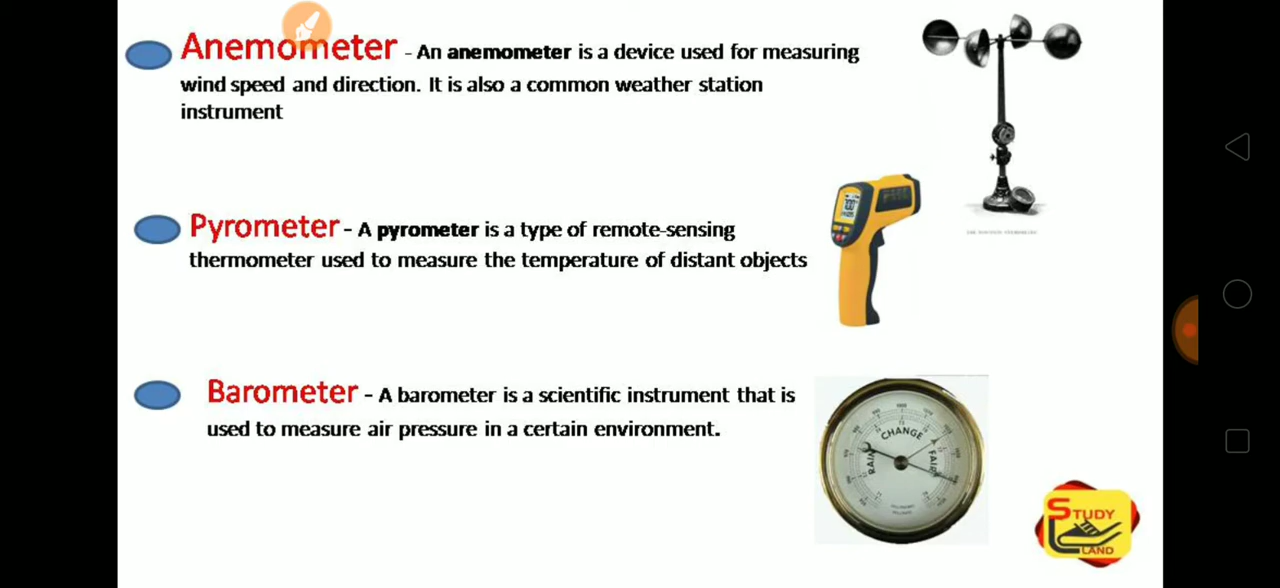 Anemometer - An anemometer is a device used for measuring
wind speed and direction. It is also a common weather station
instrument
Pyrometer - A pyrometer is a type of remote-sensing
thermometer used to measure the temperature of distant objects
Barometer - A barometer is a scientific instrument that is
used to measure air pressure in a certain environment.
CHANGE
RAIN
FAIR
STUDY
LAND